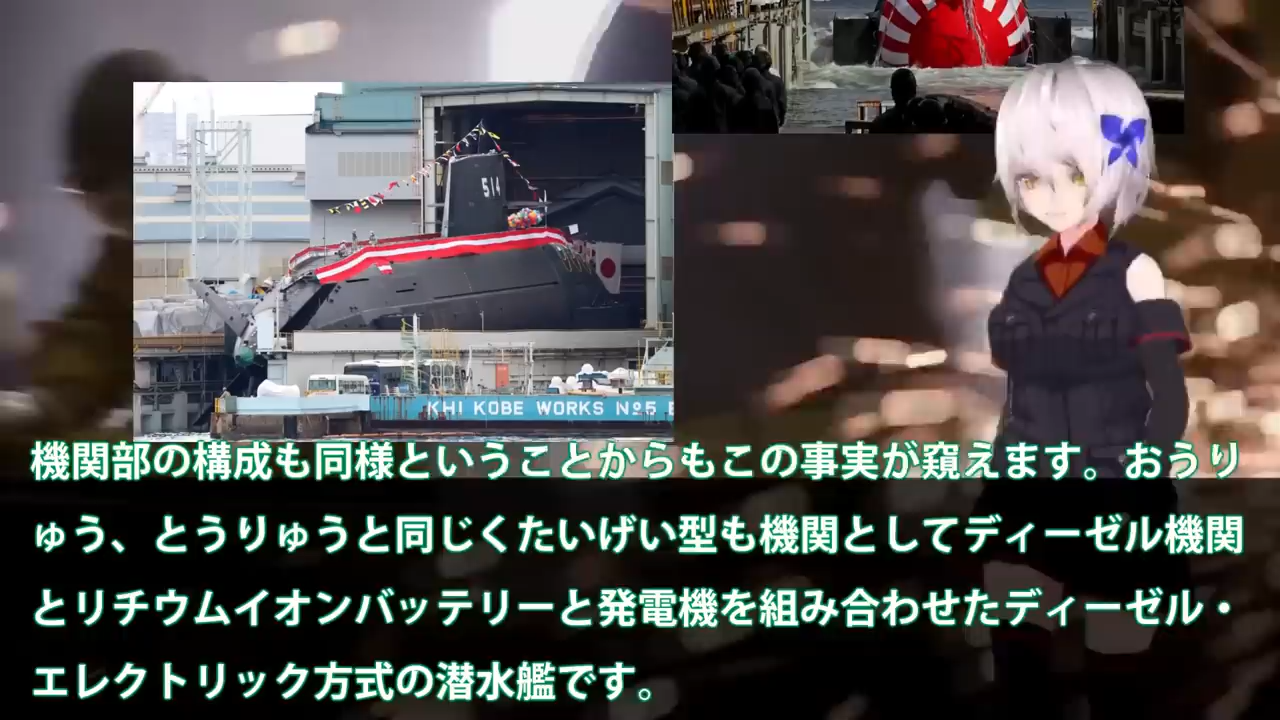 514
KHI KOBE WORKS No5
機関部の構成も同様ということからもこの事実が窺えます。おうり
ゅう、とうりゅうと同じくたいげい型も機関としてディーゼル機関
とリチウムイオンバッテリーと発電機を組み合わせたディーゼル・
エレクトリック方式の潜水艦です。